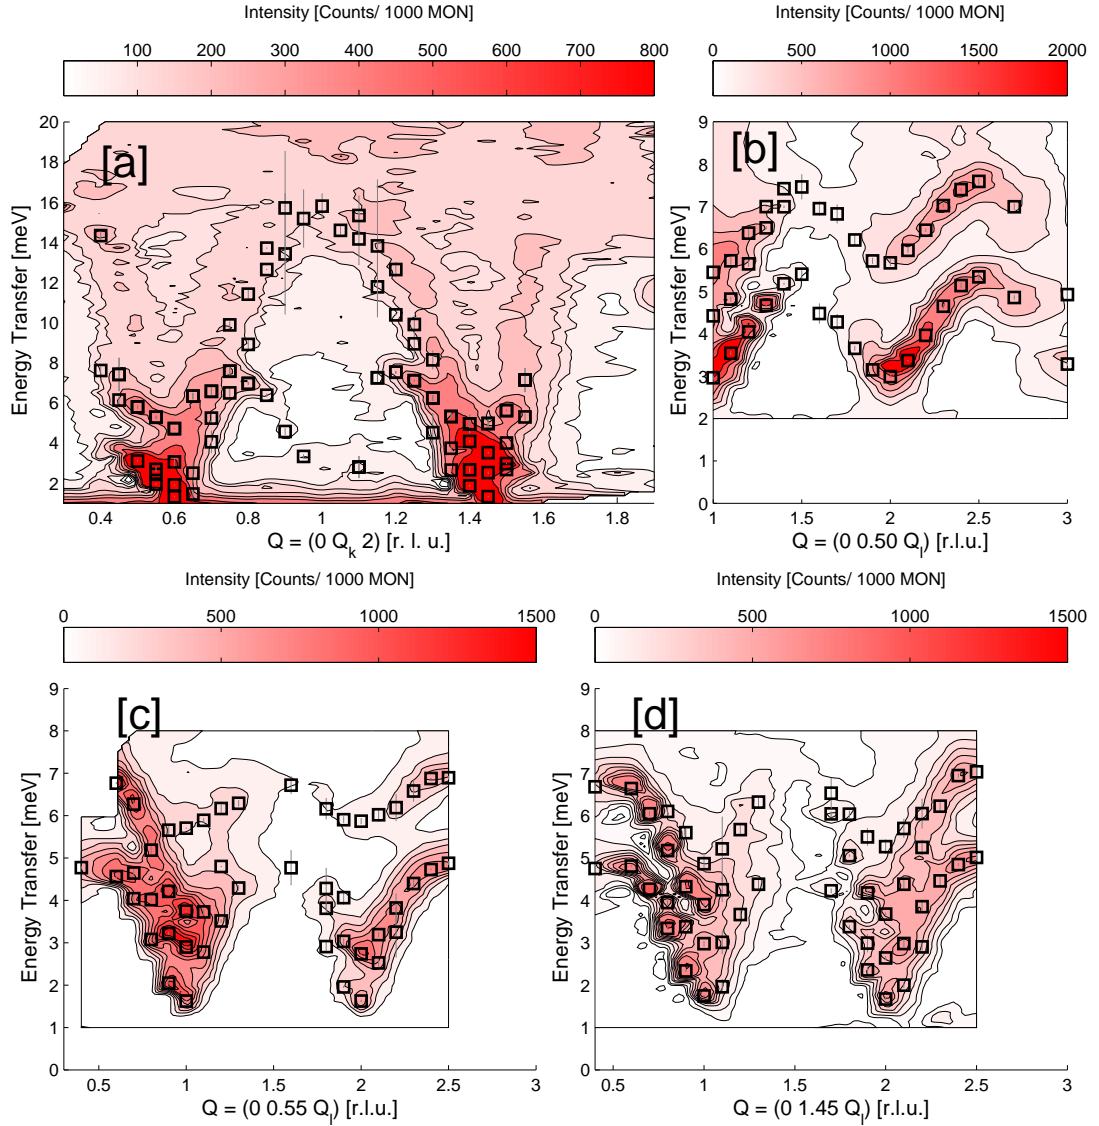 Intensity [Counts/ 1000 MON]
100 200 300 400 500 600 700 800
[a]
20
18
16
14
12
10
8
6
4
2
Energy Transfer [meV]
0.4 0.6 0.8 1 1.2 1.4 1.6 1.8
Q = (0 Q_k 2) [r. l. u.]
Intensity [Counts/ 1000 MON]
0 500 1000 1500 2000
[b]
9
8
7
6
5
4
3
2
1
0
Energy Transfer [meV]
1 1.5 2 2.5 3
Q = (0 0.50 Q_l) [r.l.u.]
Intensity [Counts/ 1000 MON]
0 500 1000 1500
[c]
9
8
7
6
5
4
3
2
1
0
Energy Transfer [meV]
0.5 1 1.5 2 2.5 3
Q = (0 0.55 Q_l) [r.l.u.]
Intensity [Counts/ 1000 MON]
0 500 1000 1500
[d]
9
8
7
6
5
4
3
2
1
0
Energy Transfer [meV]
0.5 1 1.5 2 2.5 3
Q = (0 1.45 Q_l) [r.l.u.]